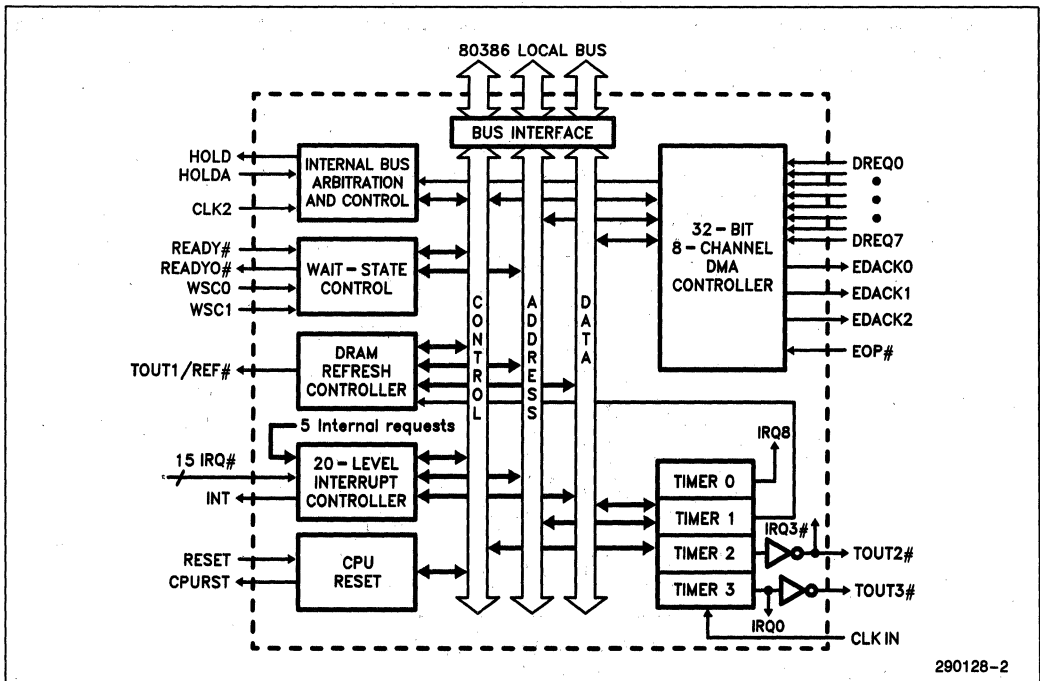 80386 LOCAL BUS
BUS INTERFACE
HOLD
HOLDA
CLK2
INTERNAL BUS
ARBITRATION
AND CONTROL
READY#
READYO#
WSC0
WSC1
WAIT-STATE
CONTROL
TOUT1/REF#
DRAM
REFRESH
CONTROLLER
5 Internal requests
15 IRQ#
INT
20-LEVEL
INTERRUPT
CONTROLLER
RESET
CPURST
CPU
RESET
CONTROL
ADDRESS
DATA
32-BIT
8-CHANNEL
DMA
CONTROLLER
DREQ0
DREQ7
EDACK0
EDACK1
EDACK2
EOP#
IRQ8
TIMER 0
TIMER 1
TIMER 2
TIMER 3
IRQ3#
TOUT2#
TOUT3#
IRQ0
CLK IN
290128-2